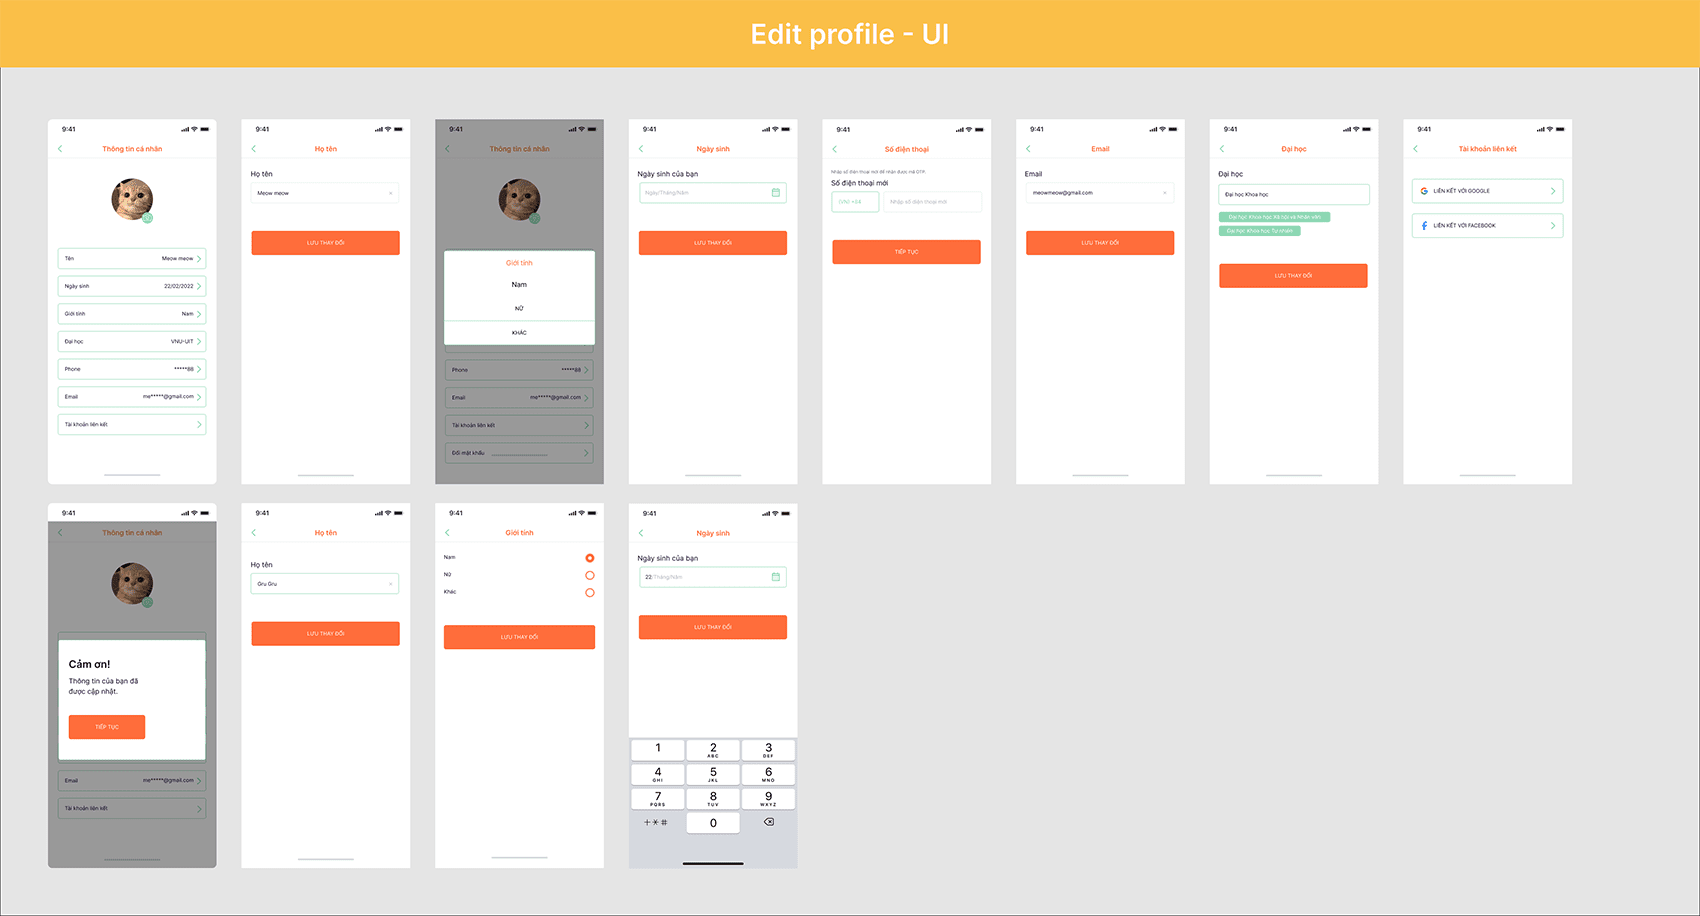 Edit profile - UI
9:41
Thông tin cá nhân
Tên
Meow meow
Ngày sinh
22/02/2022
Giới tính
Nam
Đại học
VNU-UIT
Phone
*****88
Email
me*****@gmail.com
Tài khoản liên kết
9:41
Họ tên
Họ tên
Meow meow
LƯU THAY ĐỔI
9:41
Thông tin cá nhân
Giới tính
Nam
NỮ
KHÁC
Phone
*****88
Email
me*****@gmail.com
Tài khoản liên kết
Đổi mật khẩu
9:41
Ngày sinh
Ngày sinh của bạn
Ngày/Tháng/Năm
LƯU THAY ĐỔI
9:41
Số điện thoại
Nhập số điện thoại mới để nhận được mã OTP.
Số điện thoại mới
(VN) +84
Nhập số điện thoại mới
TIẾP TỤC
9:41
Email
Email
meowmeow@gmail.com
LƯU THAY ĐỔI
9:41
Đại học
Đại học
Đại học Khoa học
Đại học Khoa học Xã hội và Nhân văn
Đại học Khoa học Tự nhiên
LƯU THAY ĐỔI
9:41
Tài khoản liên kết
LIÊN KẾT VỚI GOOGLE
LIÊN KẾT VỚI FACEBOOK
9:41
Thông tin cá nhân
Cảm ơn!
Thông tin của bạn đã
được cập nhật.
TIẾP TỤC
Email
me*****@gmail.com
Tài khoản liên kết
9:41
Họ tên
Họ tên
Gru Gru
LƯU THAY ĐỔI
9:41
Giới tính
Nam
Nữ
Khác
LƯU THAY ĐỔI
9:41
Ngày sinh
Ngày sinh của bạn
22/Tháng/Năm
LƯU THAY ĐỔI
1 2 3
ABC DEF
4 5 6
GHI JKL MNO
7 8 9
PQRS TUV WXYZ
+*# 0